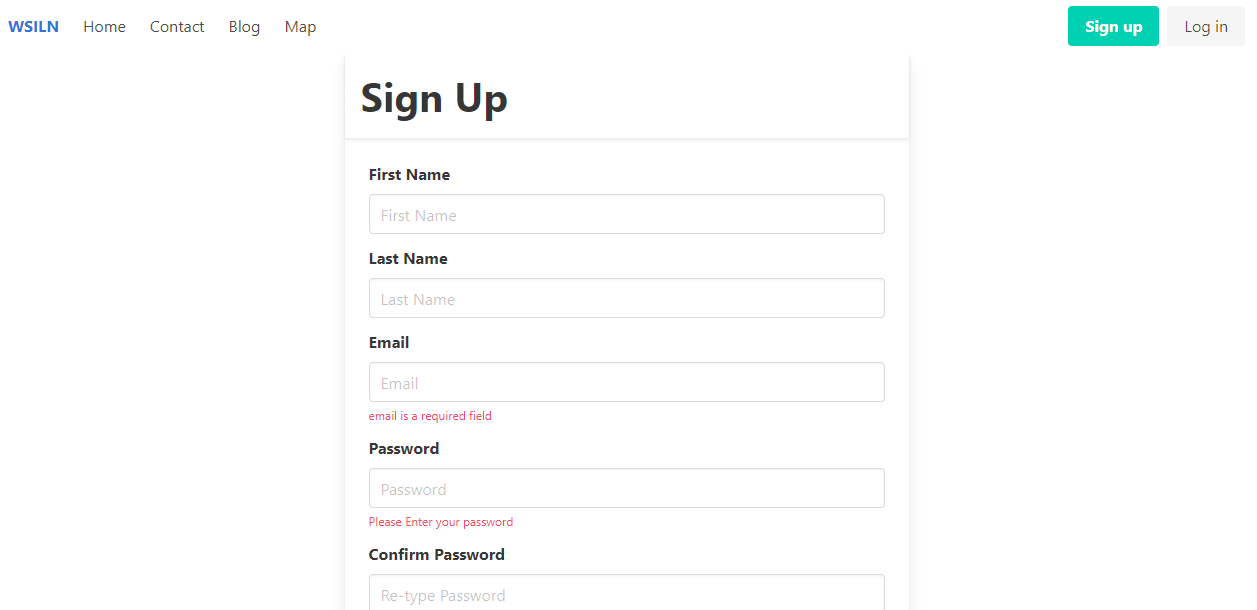 WSILN Home Contact Blog Map Sign up Log in
Sign Up
First Name
First Name
Last Name
Last Name
Email
Email
email is a required field
Password
Password
Please Enter your password
Confirm Password
Re-type Password